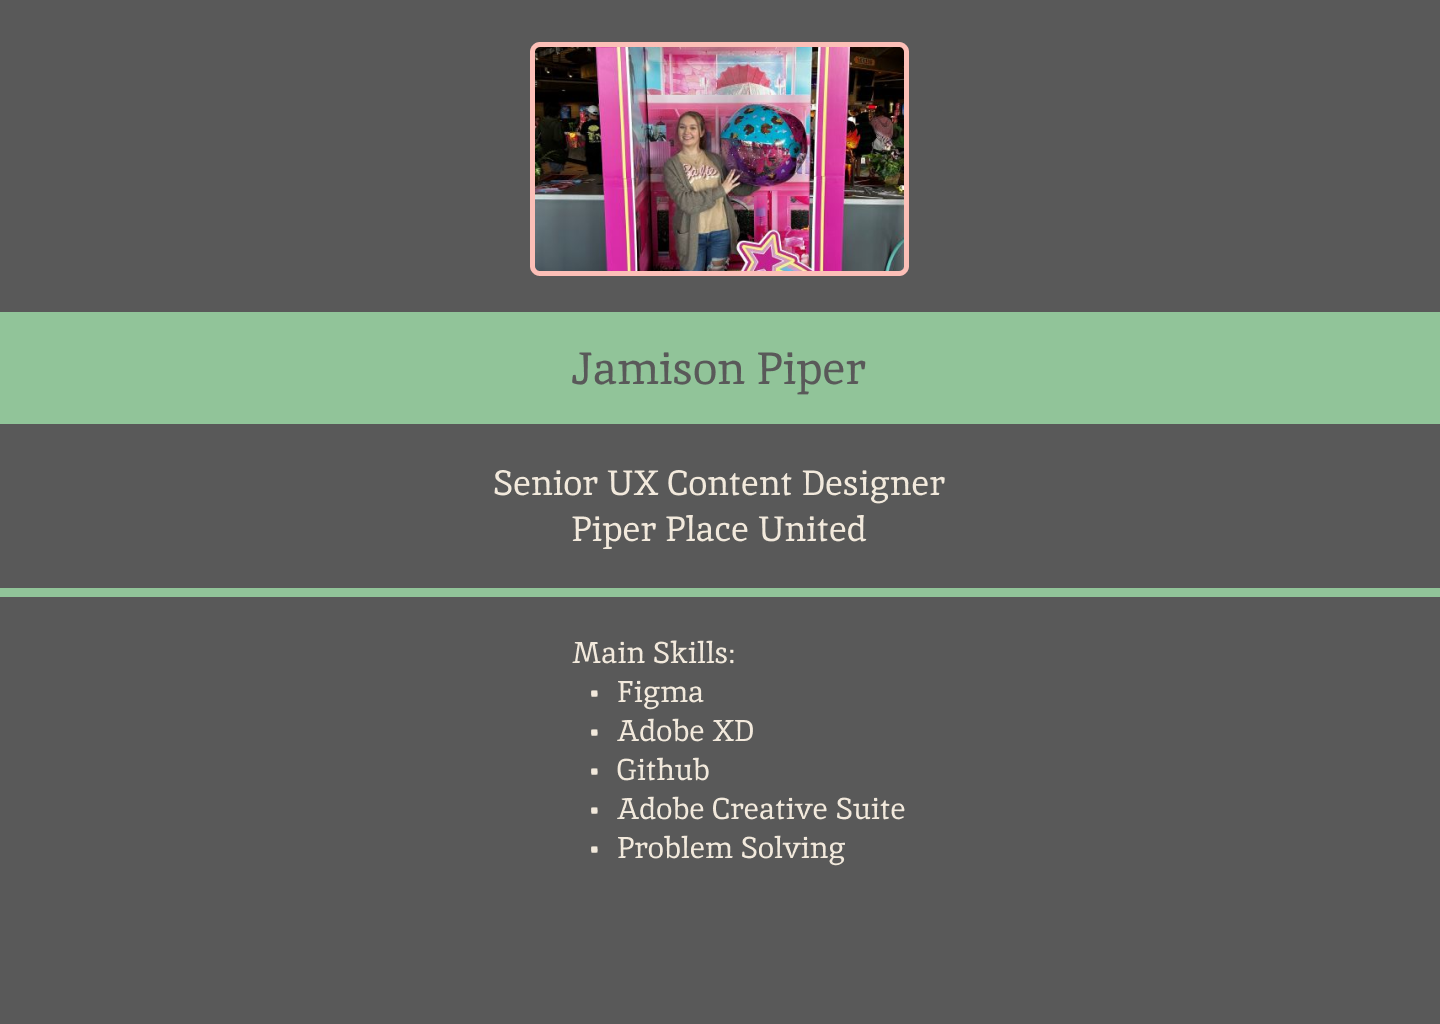 Barbie
Jamison Piper
Senior UX Content Designer
Piper Place United
Main Skills:
▪ Figma
▪ Adobe XD
▪ Github
▪ Adobe Creative Suite
▪ Problem Solving